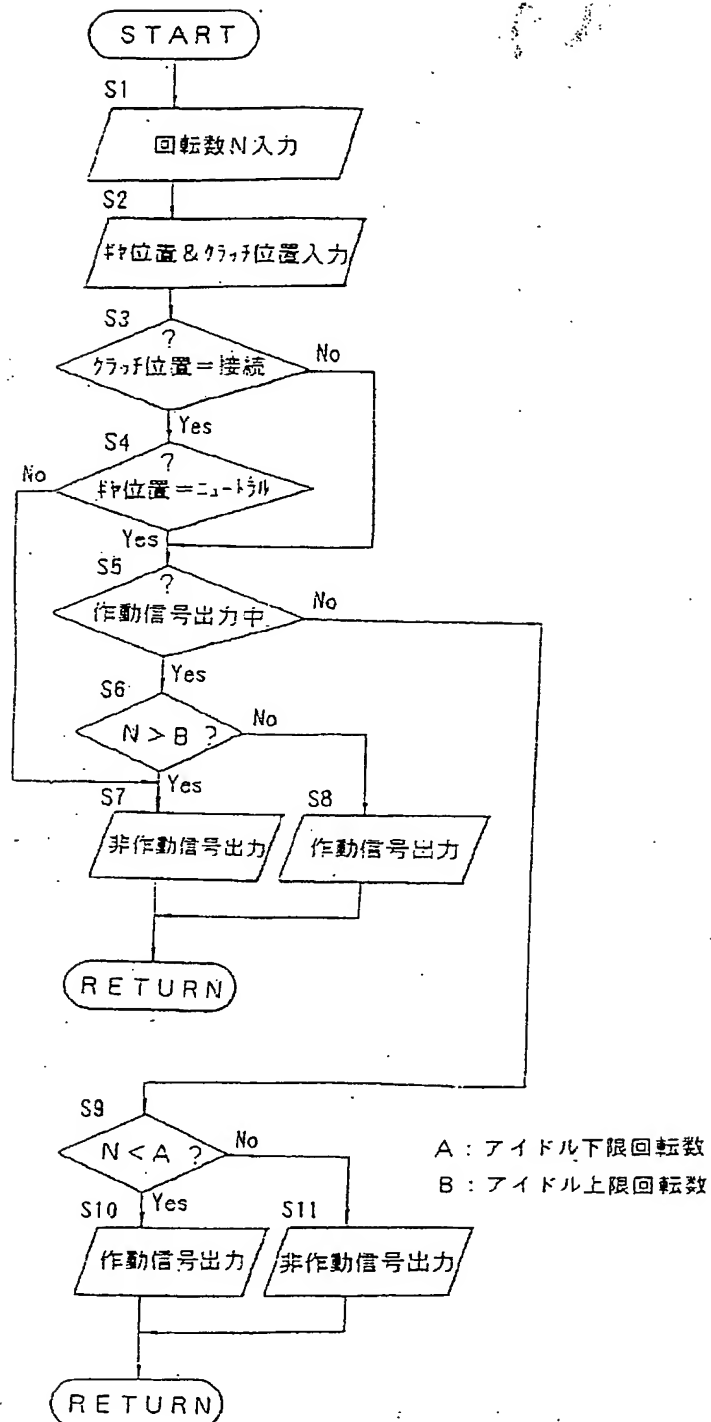 START
S1
回転数N入力
S2
ｷﾞﾔ位置&ｸﾗｯﾁ位置入力
S3
?
ｸﾗｯﾁ位置=接続
No
Yes
S4
?
ｷﾞﾔ位置=ﾆｭｰﾄﾗﾙ
No
Yes
S5
?
作動信号出力中
No
Yes
S6
N>B?
No
Yes
S7
非作動信号出力
S8
作動信号出力
RETURN
S9
N<A?
No
Yes
A:アイドル下限回転数
B:アイドル上限回転数
S10
作動信号出力
S11
非作動信号出力
RETURN